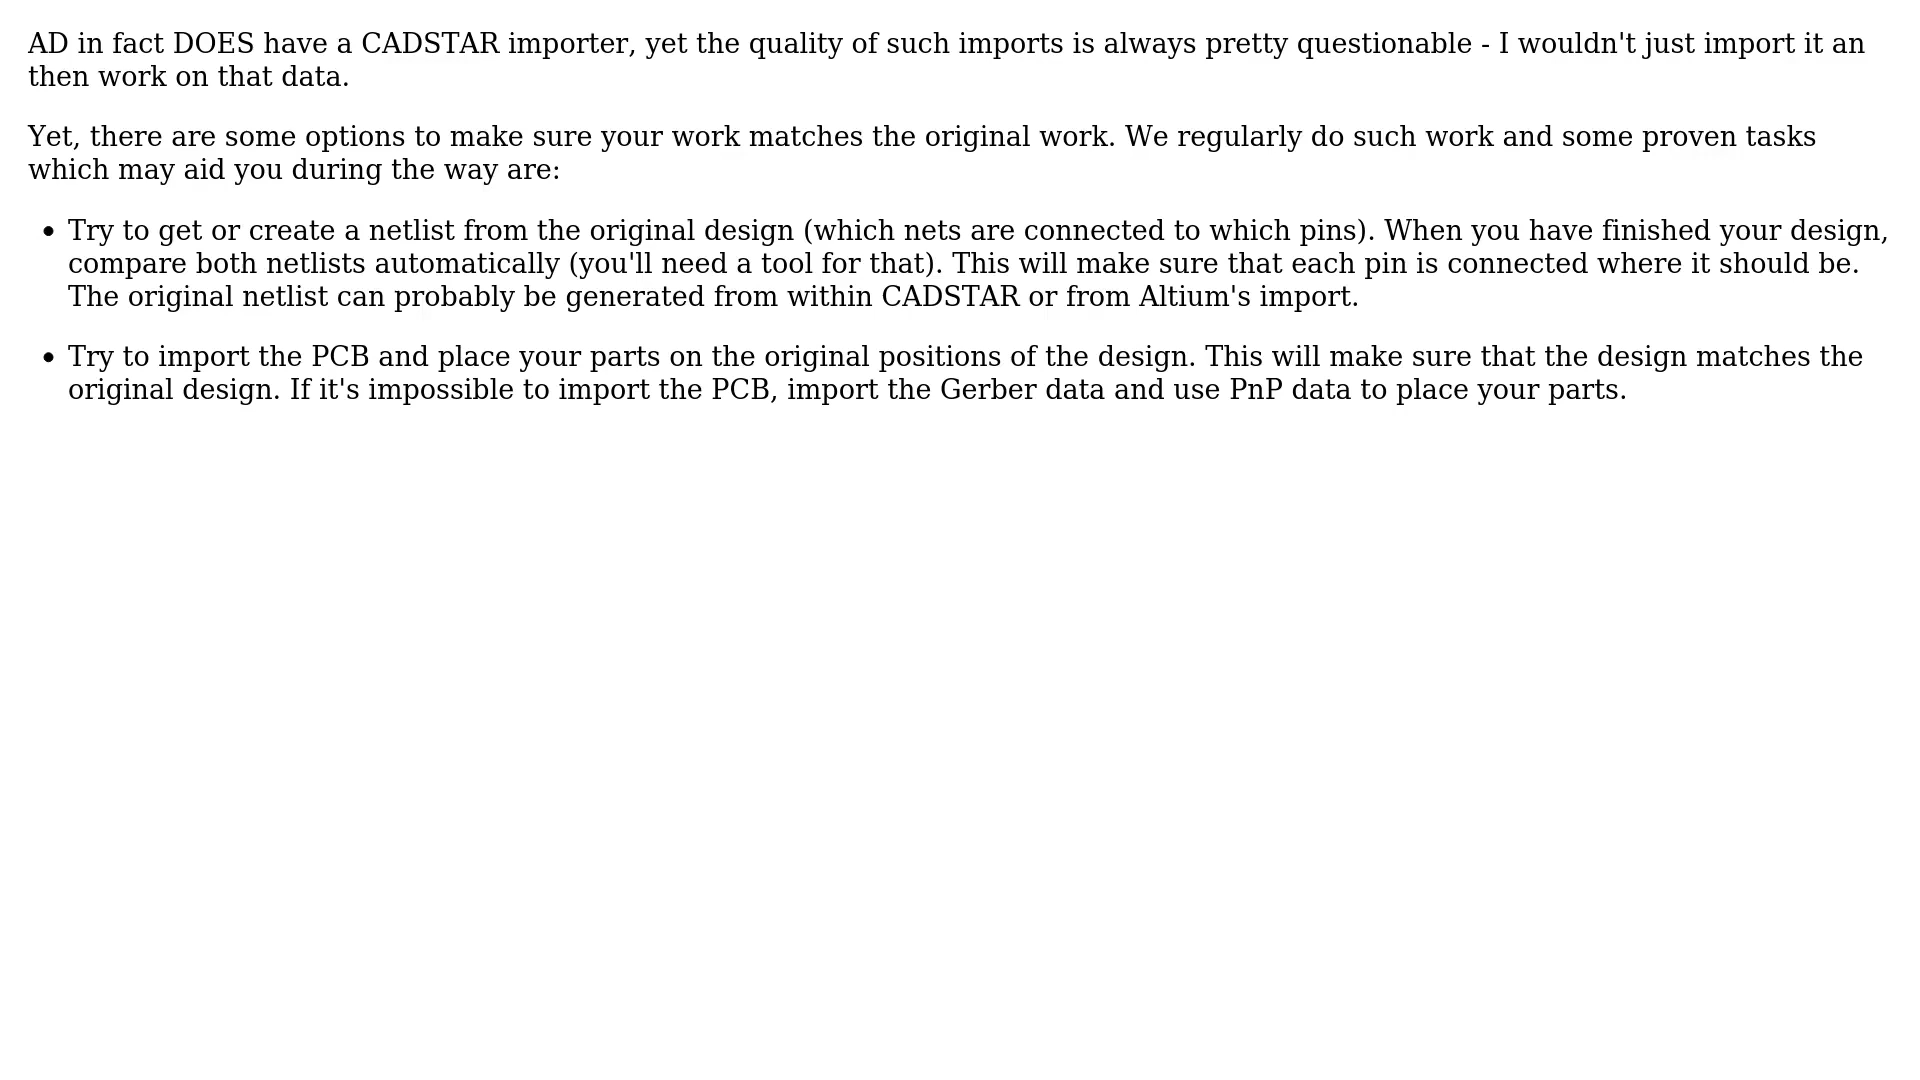 AD in fact DOES have a CADSTAR importer, yet the quality of such imports is always pretty questionable - I wouldn't just import it an
then work on that data.
Yet, there are some options to make sure your work matches the original work. We regularly do such work and some proven tasks
which may aid you during the way are:
• Try to get or create a netlist from the original design (which nets are connected to which pins). When you have finished your design,
compare both netlists automatically (you'll need a tool for that). This will make sure that each pin is connected where it should be.
The original netlist can probably be generated from within CADSTAR or from Altium's import.
• Try to import the PCB and place your parts on the original positions of the design. This will make sure that the design matches the
original design. If it's impossible to import the PCB, import the Gerber data and use PnP data to place your parts.